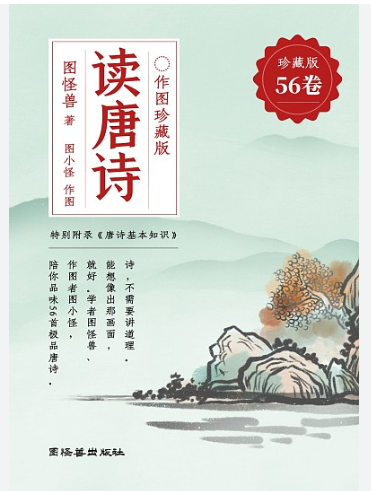 读唐诗
作图珍藏版
图怪兽 著
图小怪 作图
珍藏版
56卷
特别附录《唐诗基本知识》
诗，不需要讲道理.
能想像出那画面，
就好。学者图怪兽、
作图者图小怪，
陪你品味56首极品唐诗.
图怪兽出版社